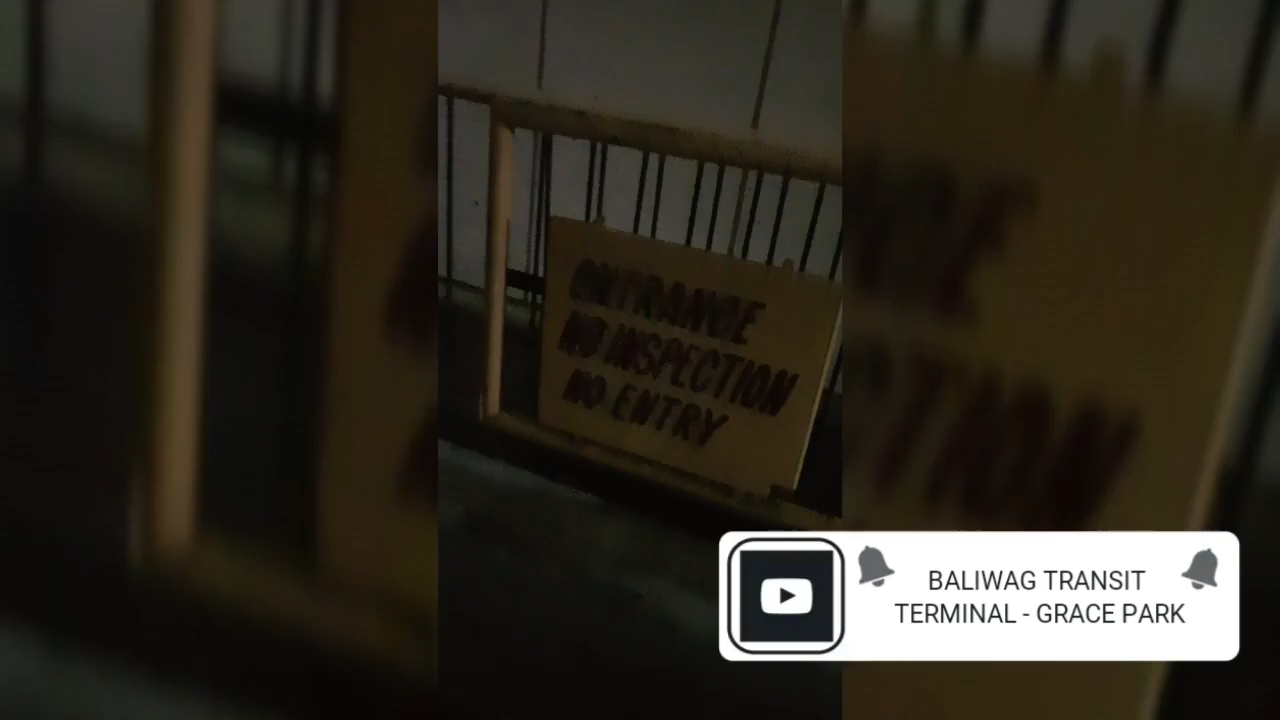 ENTRANCE
NO INSPECTION
NO ENTRY
BALIWAG TRANSIT
TERMINAL - GRACE PARK